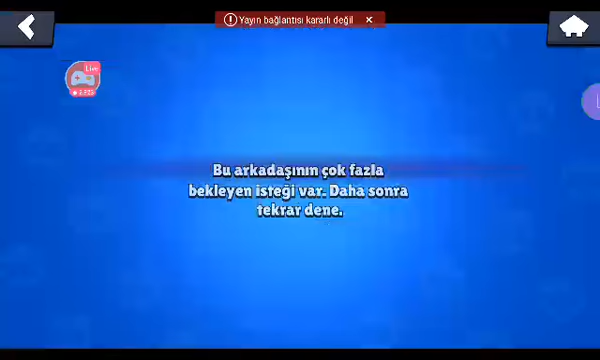 Yayın bağlantısı kararlı değil
Live
Bu arkadaşının çok fazla
bekleyen isteği var. Daha sonra
tekrar dene.